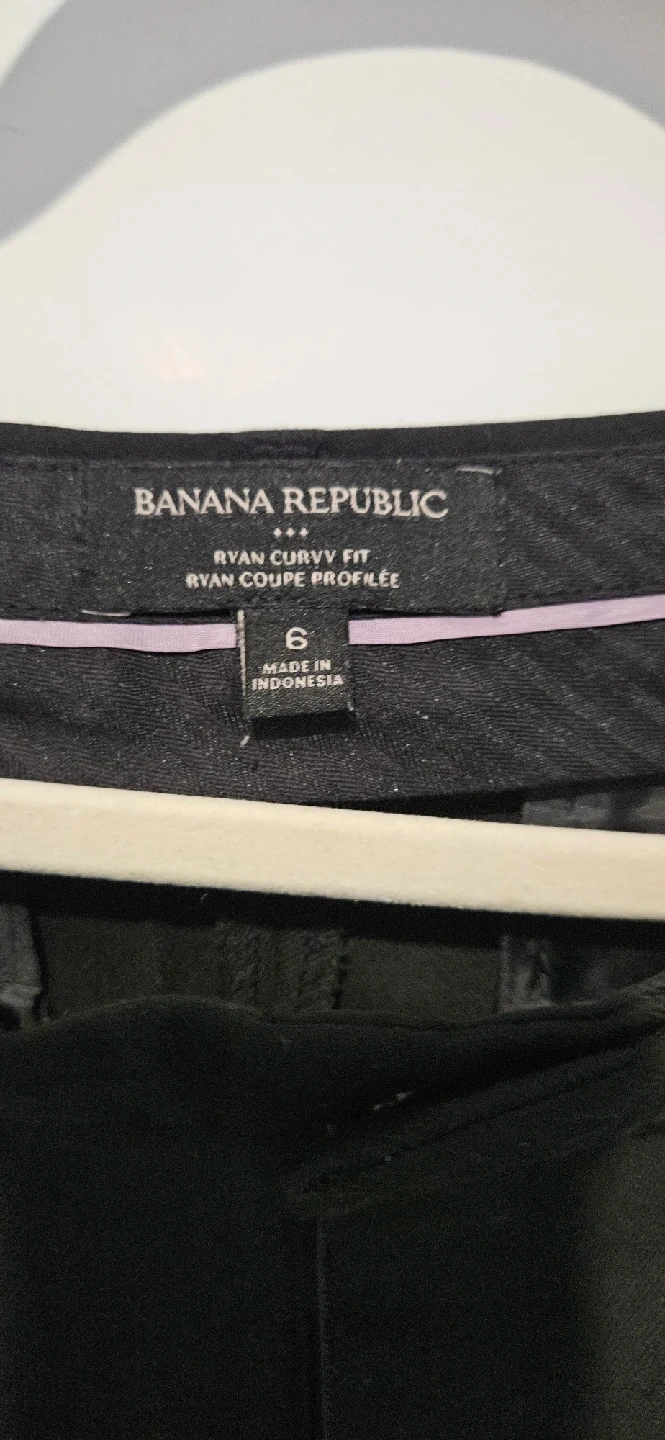 BANANA REPUBLIC
RYAN CURVY FIT
RYAN COUPE PROFILÉE
6
MADE IN
INDONESIA